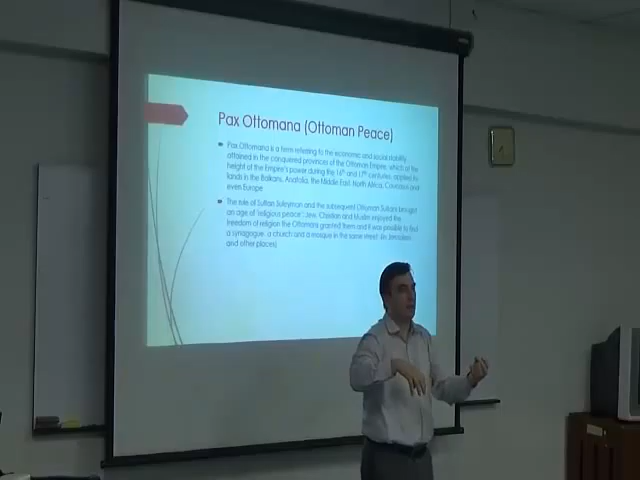 Pax Ottomana (Ottoman Peace)
Pax Ottomana is a term referring to the economic and social stability
attained in the conquered provinces of the Ottoman Empire, which at the
height of the Empire's power during the 16th and 17th centuries, applied to
lands in the Balkans, Anatolia, the Middle East, North Africa, Caucasus and
even Europe
The rule of Sultan Suleyman and the subsequent Ottoman Sultans brought
an age of 'religious peace': Jew, Christian and Muslim enjoyed the
freedom of religion the Ottomans granted them and it was possible to find
a synagogue, a church and a mosque in the same street (in Jerusalem
and other places)